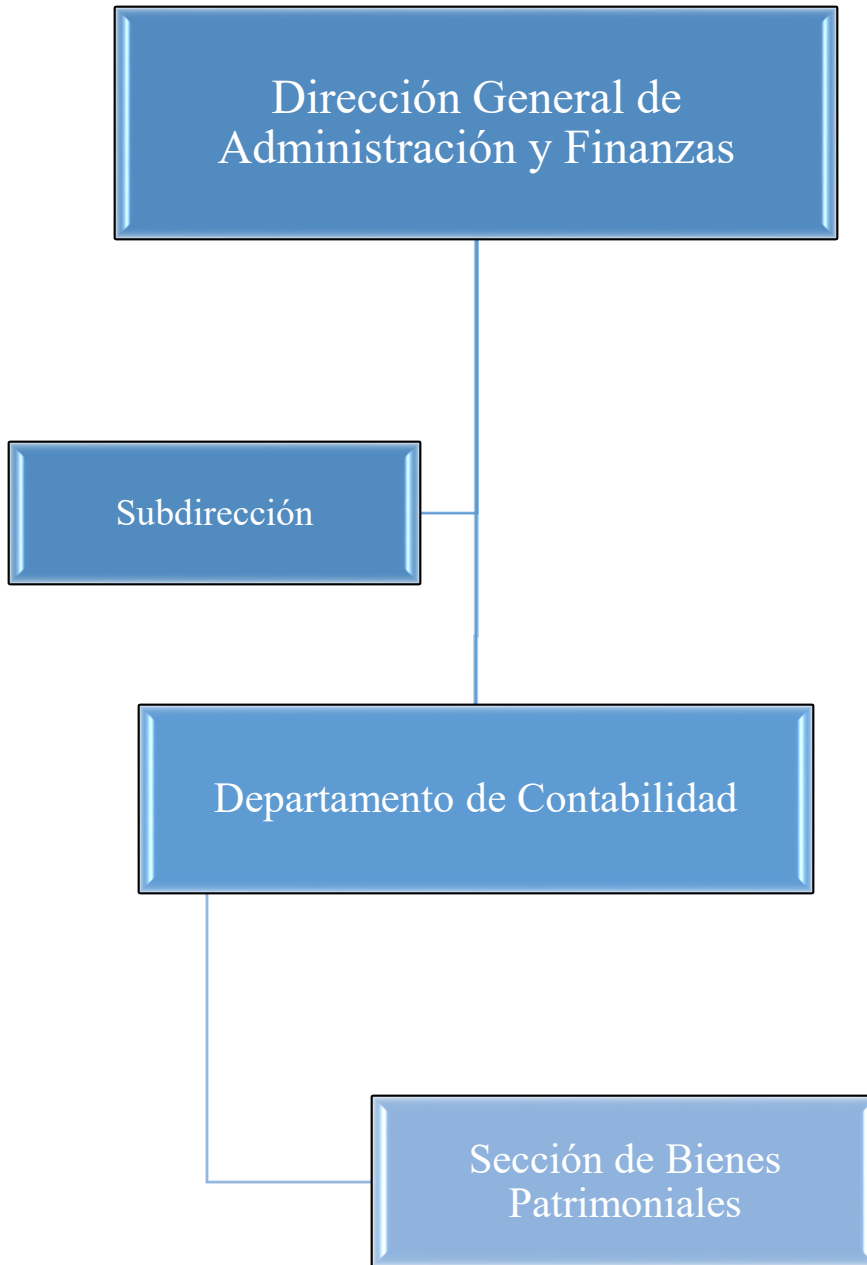 Dirección General de
Administración y Finanzas
Subdirección
Departamento de Contabilidad
Sección de Bienes
Patrimoniales